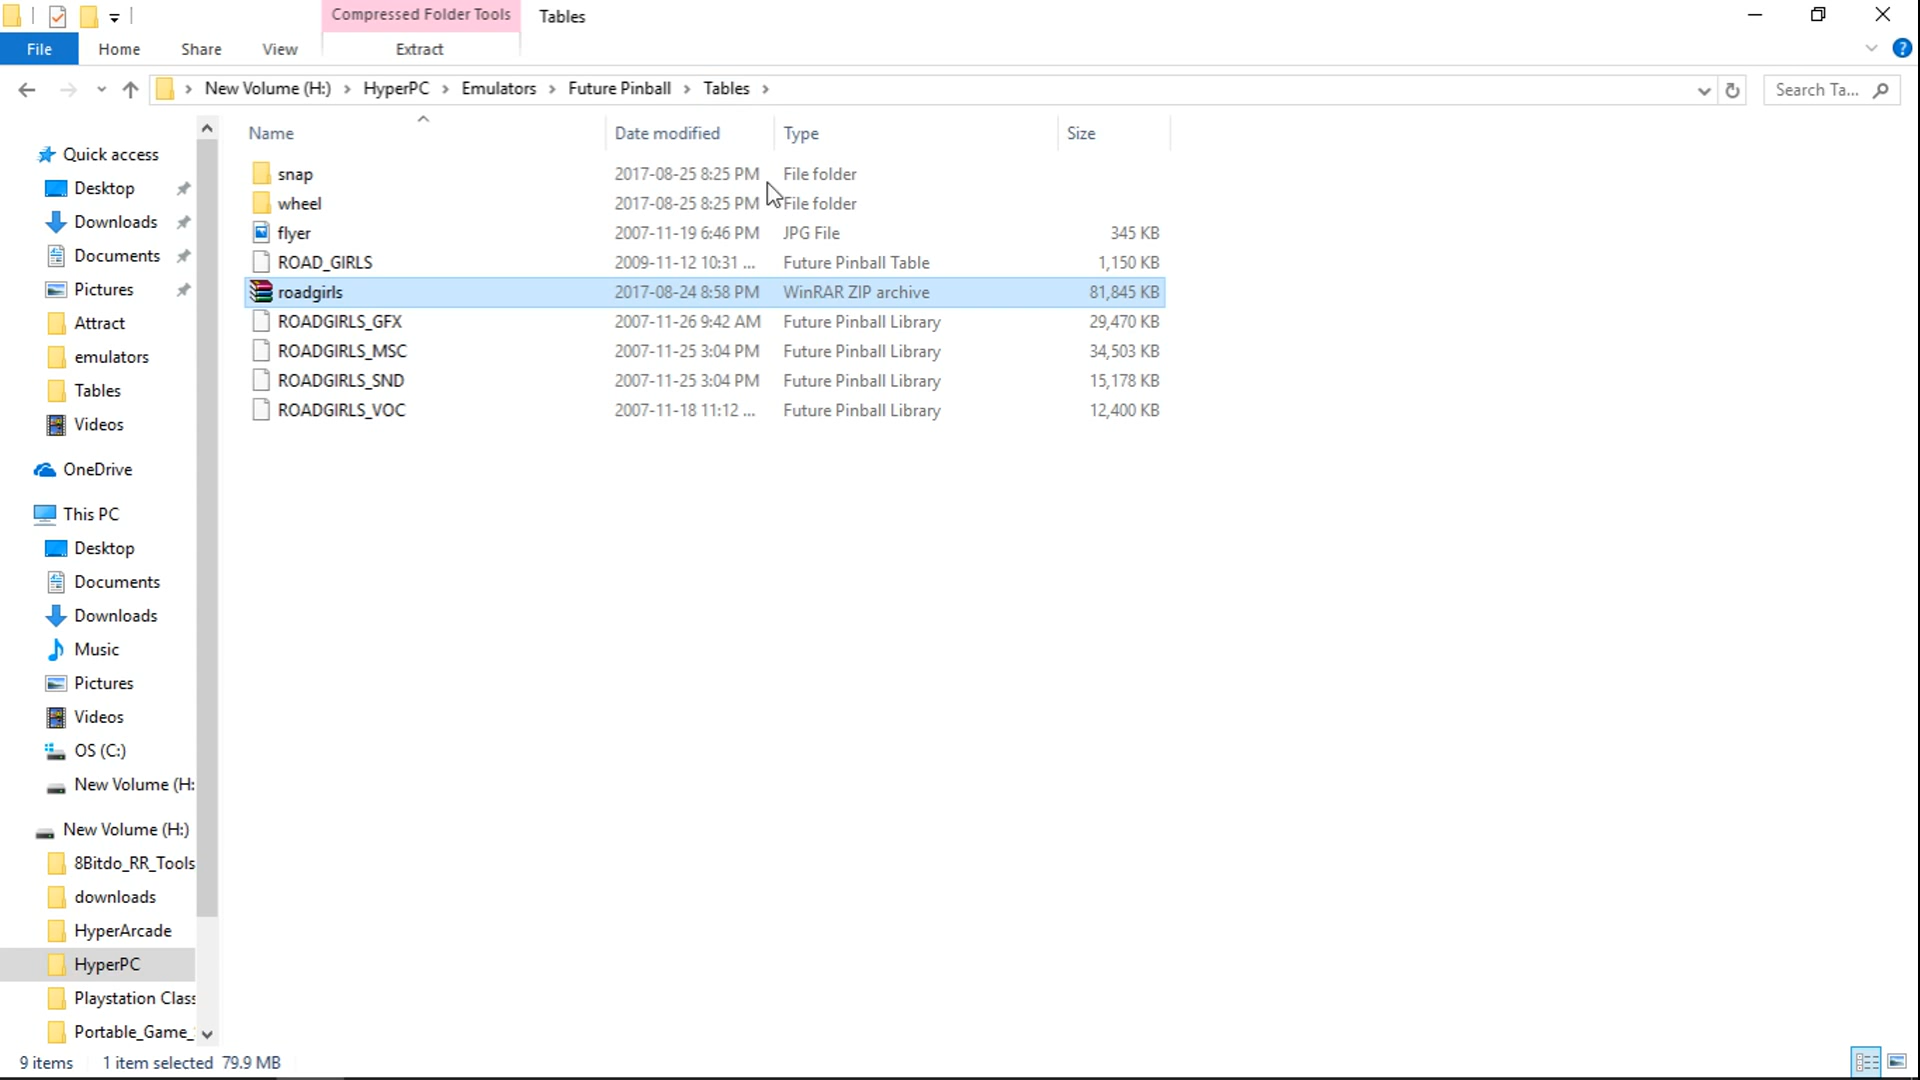 Compressed Folder Tools Tables
File Home Share View Extract
New Volume (H:) HyperPC Emulators Future Pinball Tables Search Ta...
Name Date modified Type Size
snap 2017-08-25 8:25 PM File folder
wheel 2017-08-25 8:25 PM File folder
flyer 2007-11-19 6:46 PM JPG File 345 KB
ROAD_GIRLS 2009-11-12 10:31 ... Future Pinball Table 1,150 KB
roadgirls 2017-08-24 8:58 PM WinRAR ZIP archive 81,845 KB
ROADGIRLS_GFX 2007-11-26 9:42 AM Future Pinball Library 29,470 KB
ROADGIRLS_MSC 2007-11-25 3:04 PM Future Pinball Library 34,503 KB
ROADGIRLS_SND 2007-11-25 3:04 PM Future Pinball Library 15,178 KB
ROADGIRLS_VOC 2007-11-18 11:12 ... Future Pinball Library 12,400 KB
Quick access
Desktop
Downloads
Documents
Pictures
Attract
emulators
Tables
Videos
OneDrive
This PC
Desktop
Documents
Downloads
Music
Pictures
Videos
OS (C:)
New Volume (H:
New Volume (H:)
8Bitdo_RR_Tools
downloads
HyperArcade
HyperPC
Playstation Clas
Portable_Game_
9 items 1 item selected 79.9 MB